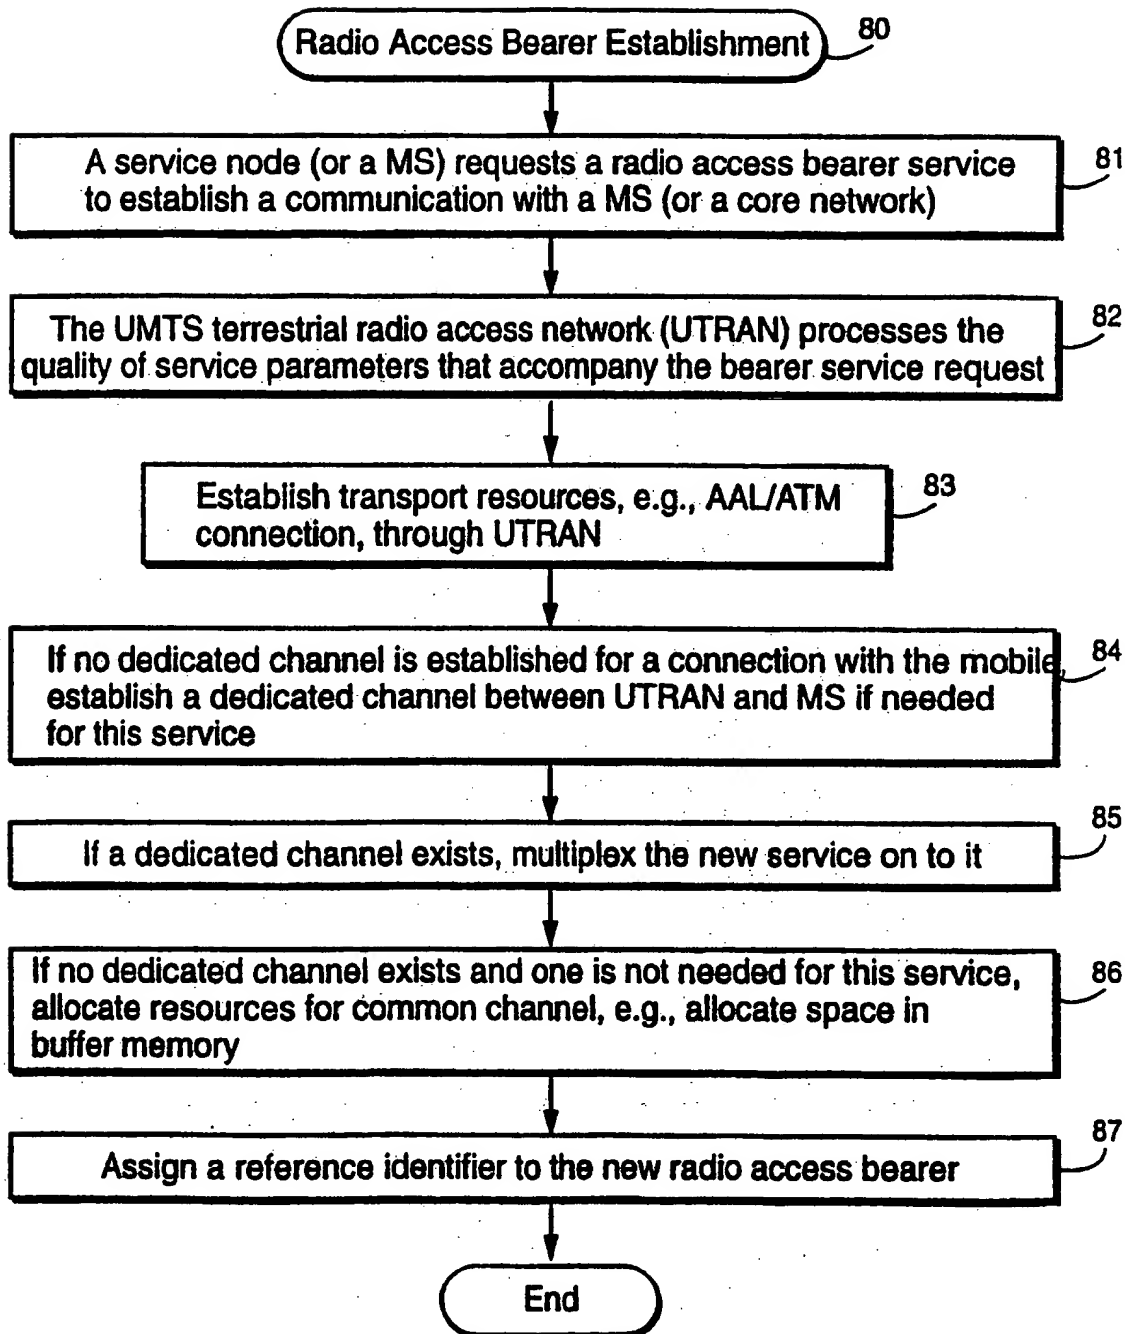 Radio Access Bearer Establishment
80
A service node (or a MS) requests a radio access bearer service
to establish a communication with a MS (or a core network)
81
The UMTS terrestrial radio access network (UTRAN) processes the
quality of service parameters that accompany the bearer service request
82
Establish transport resources, e.g., AAL/ATM
connection, through UTRAN
83
If no dedicated channel is established for a connection with the mobile,
establish a dedicated channel between UTRAN and MS if needed
for this service
84
If a dedicated channel exists, multiplex the new service on to it
85
If no dedicated channel exists and one is not needed for this service,
allocate resources for common channel, e.g., allocate space in
buffer memory
86
Assign a reference identifier to the new radio access bearer
87
End